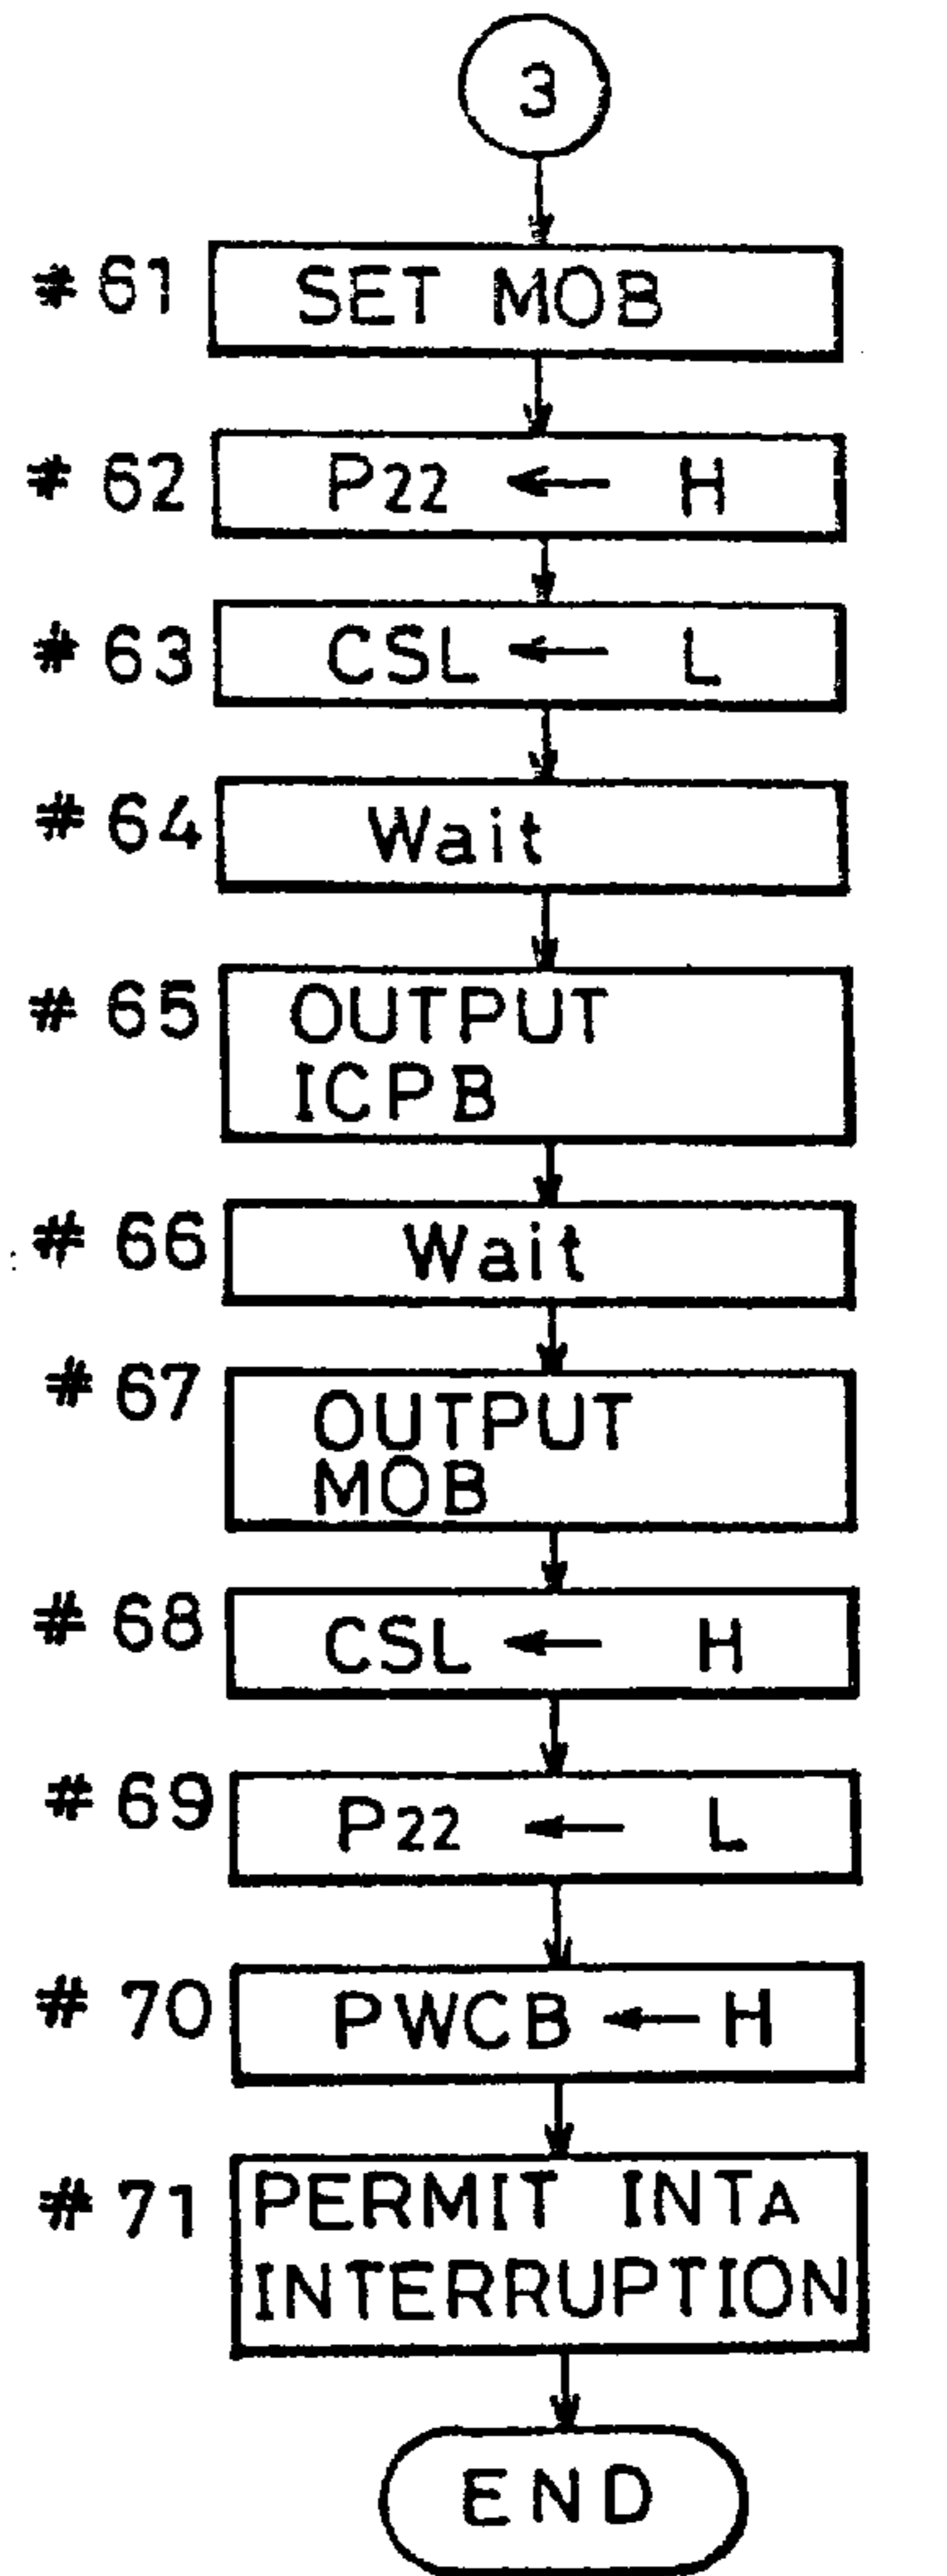 3
#61 SET MOB
#62 P22 ← H
#63 CSL ← L
#64 Wait
#65 OUTPUT
ICPB
#66 Wait
#67 OUTPUT
MOB
#68 CSL ← H
#69 P22 ← L
#70 PWCB ← H
#71 PERMIT INTA
INTERRUPTION
END